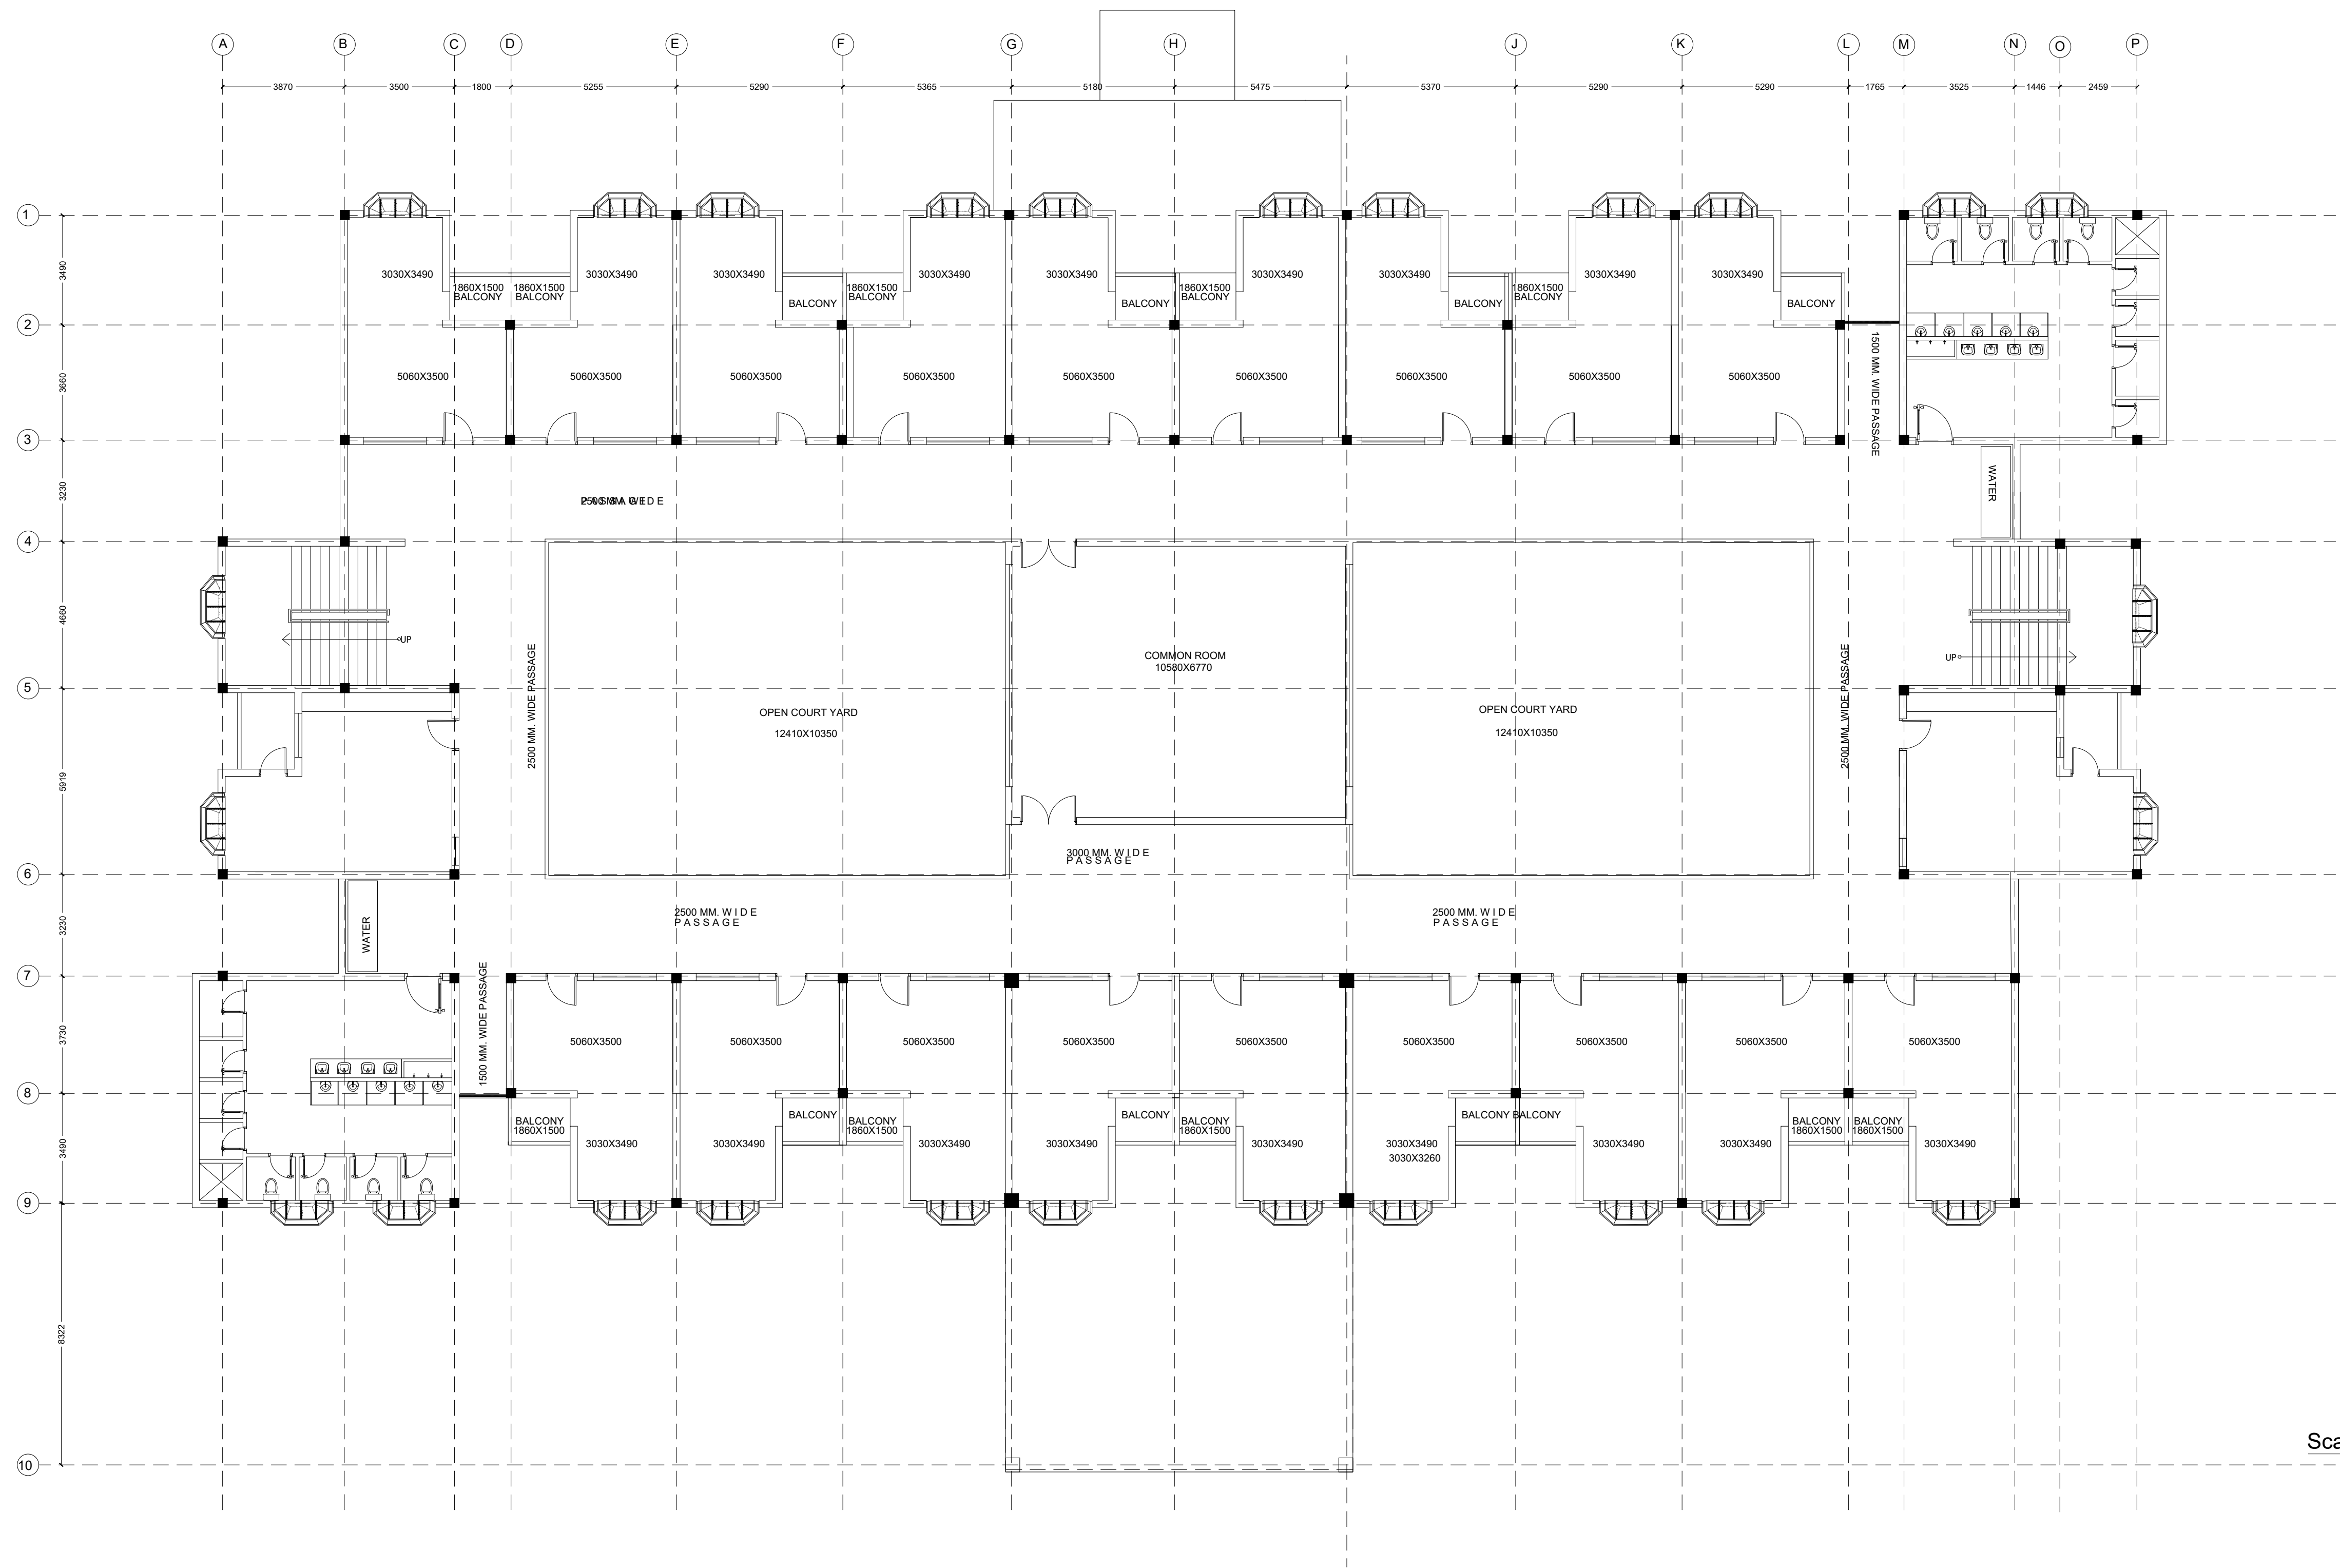 A B C D E F G H J K L M N O P
3870 3500 1800 5255 5290 5365 5180 5475 5370 5290 5290 1765 3525 1446 2459
1
3490
3030X3490 3030X3490 3030X3490 3030X3490 3030X3490 3030X3490 3030X3490 3030X3490 3030X3490
1860X1500 1860X1500 1860X1500 1860X1500 1860X1500
BALCONY BALCONY BALCONY BALCONY BALCONY
BALCONY BALCONY BALCONY BALCONY
2
1500 MM. WIDE PASSAGE
3660
5060X3500 5060X3500 5060X3500 5060X3500 5060X3500 5060X3500 5060X3500 5060X3500 5060X3500
3
3230
WATER
2500 MM. W I D E
P A S S A G E
4
4660
UP
UP
COMMON ROOM
10580X6770
5
2500 MM. WIDE PASSAGE
2500 MM. WIDE PASSAGE
OPEN COURT YARD
12410X10350
OPEN COURT YARD
12410X10350
5919
3000 MM. W I D E
P A S S A G E
6
3230
WATER
2500 MM. W I D E
P A S S A G E
2500 MM. W I D E
P A S S A G E
7
1500 MM. WIDE PASSAGE
3730
5060X3500 5060X3500 5060X3500 5060X3500 5060X3500 5060X3500 5060X3500 5060X3500 5060X3500
8
BALCONY BALCONY BALCONY BALCONY
BALCONY BALCONY BALCONY BALCONY BALCONY
1860X1500 1860X1500 1860X1500 1860X1500 1860X1500
3490
3030X3490 3030X3490 3030X3490 3030X3490 3030X3490 3030X3490 3030X3490 3030X3490 3030X3490
3030X3260
9
8322
Sca
10